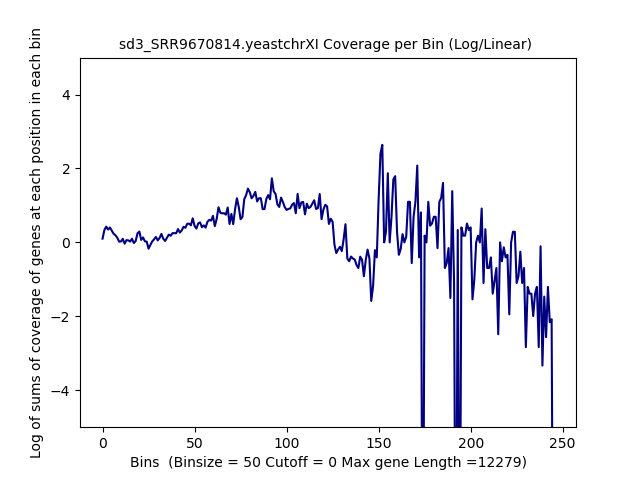 sd3_SRR9670814.yeastchrXI Coverage per Bin (Log/Linear)
Log of sums of coverage of genes at each position in each bin
4
2
0
−2
−4
0 50 100 150 200 250
Bins  (Binsize = 50 Cutoff = 0 Max gene Length =12279)